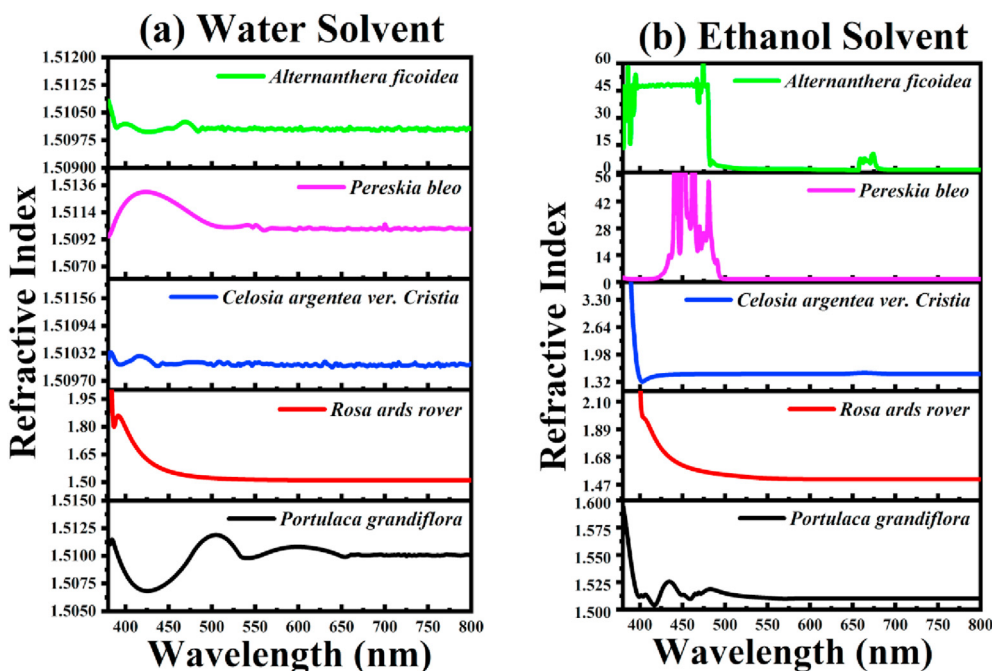 (a) Water Solvent
Refractive Index
1.51200
1.51125
1.51050
1.50975
1.50900
Alternanthera ficoidea
1.5136
1.5114
1.5092
1.5070
Pereskia bleo
1.51156
1.51094
1.51032
1.50970
Celosia argentea ver. Cristia
1.95
1.80
1.65
1.50
Rosa ards rover
1.5150
1.5125
1.5100
1.5075
1.5050
Portulaca grandiflora
400 450 500 550 600 650 700 750 800
Wavelength (nm)
(b) Ethanol Solvent
Refractive Index
60
45
30
15
0
Alternanthera ficoidea
56
42
28
14
0
Pereskia bleo
3.30
2.64
1.98
1.32
Celosia argentea ver. Cristia
2.10
1.89
1.68
1.47
Rosa ards rover
1.600
1.575
1.550
1.525
1.500
Portulaca grandiflora
400 450 500 550 600 650 700 750 800
Wavelength (nm)